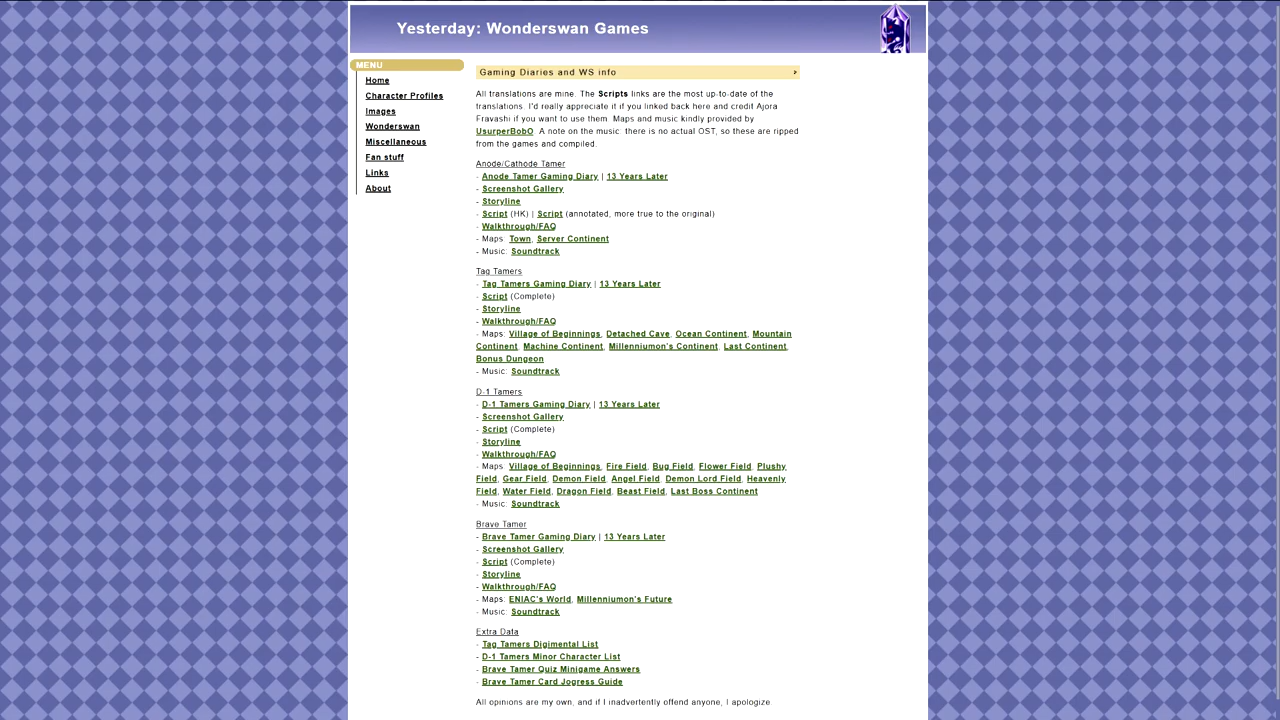 Yesterday: Wonderswan Games
MENU
Home
Character Profiles
Images
Wonderswan
Miscellaneous
Fan stuff
Links
About
Gaming Diaries and WS info
All translations are mine. The Scripts links are the most up-to-date of the
translations. I'd really appreciate it if you linked back here and credit Ajora
Fravashi if you want to use them. Maps and music kindly provided by
UsurperBobO. A note on the music: there is no actual OST, so these are ripped
from the games and compiled.
Anode/Cathode Tamer
- Anode Tamer Gaming Diary | 13 Years Later
- Screenshot Gallery
- Storyline
- Script (HK) | Script (annotated, more true to the original)
- Walkthrough/FAQ
- Maps: Town, Server Continent
- Music: Soundtrack
Tag Tamers
- Tag Tamers Gaming Diary | 13 Years Later
- Script (Complete)
- Storyline
- Walkthrough/FAQ
- Maps: Village of Beginnings, Detached Cave, Ocean Continent, Mountain
Continent, Machine Continent, Millenniumon's Continent, Last Continent,
Bonus Dungeon
- Music: Soundtrack
D-1 Tamers
- D-1 Tamers Gaming Diary | 13 Years Later
- Screenshot Gallery
- Script (Complete)
- Storyline
- Walkthrough/FAQ
- Maps: Village of Beginnings, Fire Field, Bug Field, Flower Field, Plushy
Field, Gear Field, Demon Field, Angel Field, Demon Lord Field, Heavenly
Field, Water Field, Dragon Field, Beast Field, Last Boss Continent
- Music: Soundtrack
Brave Tamer
- Brave Tamer Gaming Diary | 13 Years Later
- Screenshot Gallery
- Script (Complete)
- Storyline
- Walkthrough/FAQ
- Maps: ENIAC's World, Millenniumon's Future
- Music: Soundtrack
Extra Data
- Tag Tamers Digimental List
- D-1 Tamers Minor Character List
- Brave Tamer Quiz Minigame Answers
- Brave Tamer Card Jogress Guide
All opinions are my own, and if I inadvertently offend anyone, I apologize.